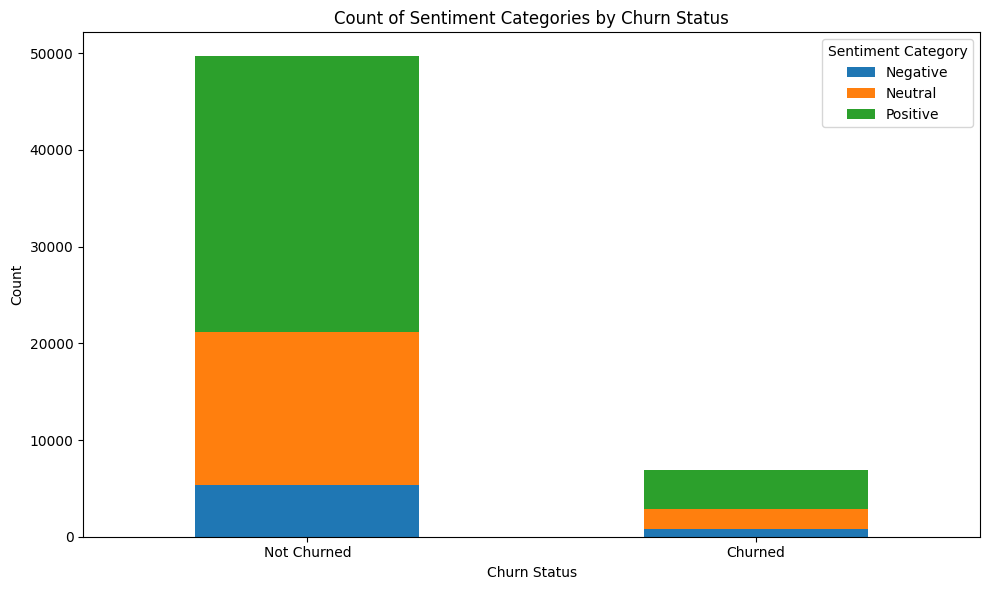 Count of Sentiment Categories by Churn Status
Sentiment Category
Negative
Neutral
Positive
Count
50000
40000
30000
20000
10000
0
Not Churned
Churned
Churn Status